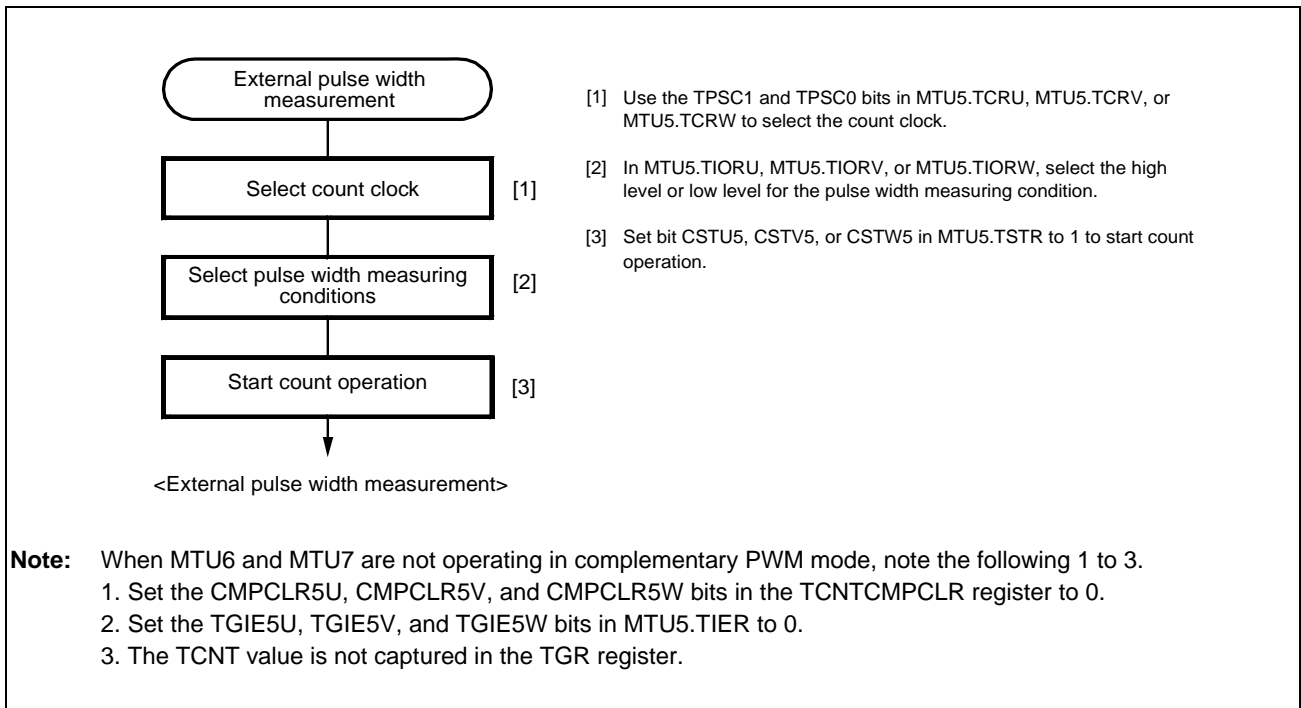 External pulse width
measurement
Select count clock
[1]
Select pulse width measuring
conditions
[2]
Start count operation
[3]
<External pulse width measurement>
[1] Use the TPSC1 and TPSC0 bits in MTU5.TCRU, MTU5.TCRV, or
MTU5.TCRW to select the count clock.
[2] In MTU5.TIORU, MTU5.TIORV, or MTU5.TIORW, select the high
level or low level for the pulse width measuring condition.
[3] Set bit CSTU5, CSTV5, or CSTW5 in MTU5.TSTR to 1 to start count
operation.
Note: When MTU6 and MTU7 are not operating in complementary PWM mode, note the following 1 to 3.
1. Set the CMPCLR5U, CMPCLR5V, and CMPCLR5W bits in the TCNTCMPCLR register to 0.
2. Set the TGIE5U, TGIE5V, and TGIE5W bits in MTU5.TIER to 0.
3. The TCNT value is not captured in the TGR register.